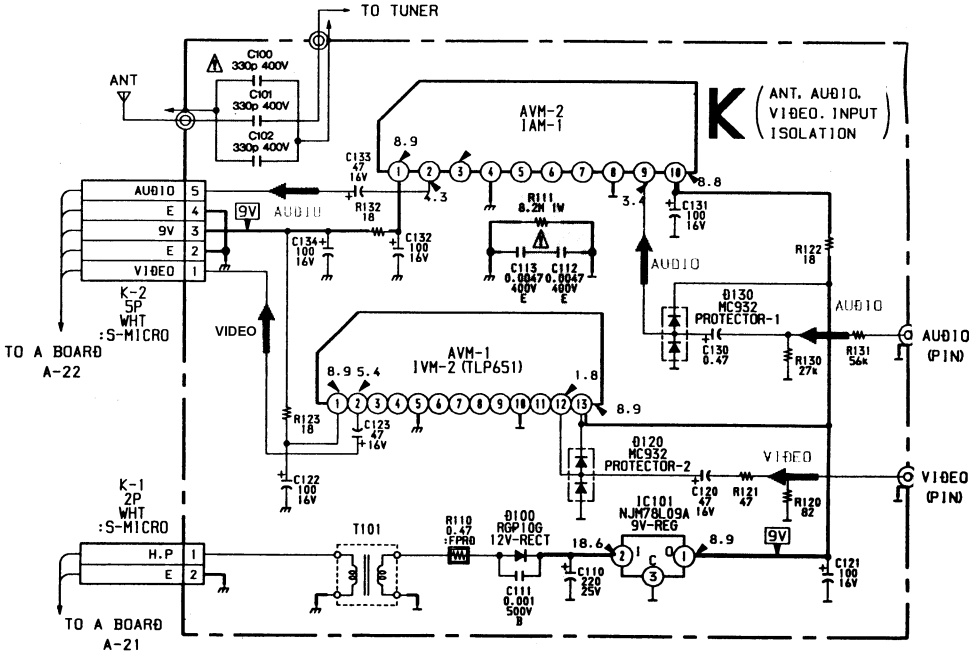 TO TUNER
C100
330p 400V
C101
330p 400V
C102
330p 400V
ANT
AVM-2
IAM-1
K
ANT. AUDIO.
VIDEO. INPUT
ISOLATION
8.9
1 2 3 4 5 6 7 8 9 10
8.8
4.3
3.4
C133
47
16V
R132
18
AUDIO 5
E 4
9V 3
E 2
VIDEO 1
9V
AUDIO
C134
100
16V
C132
100
16V
R111
8.2M 1W
C113
0.0047
400V
E
C112
0.0047
400V
E
C131
100
16V
R122
18
AUDIO
K-2
5P
WHT
:S-MICRO
TO A BOARD
A-22
VIDEO
D130
MC932
PROTECTOR-1
C130
0.47
R130
27k
AUDIO
R131
56k
AUDIO
(PIN)
AVM-1
IVM-2 (TLP651)
8.9 5.4
1.8
1 2 3 4 5 6 7 8 9 10 11 12 13
8.9
R123
18
C123
47
16V
C122
100
16V
D120
MC932
PROTECTOR-2
C120
47
16V
R121
47
VIDEO
R120
82
VIDEO
(PIN)
K-1
2P
WHT
:S-MICRO
H.P 1
E 2
TO A BOARD
A-21
T101
R110
0.47
:FPRD
D100
RGP10G
12V-RECT
C111
0.001
500V
B
18.6
C110
220
25V
IC101
NJM78L09A
9V-REG
2 I G O 1
3
8.9
9V
C121
100
16V